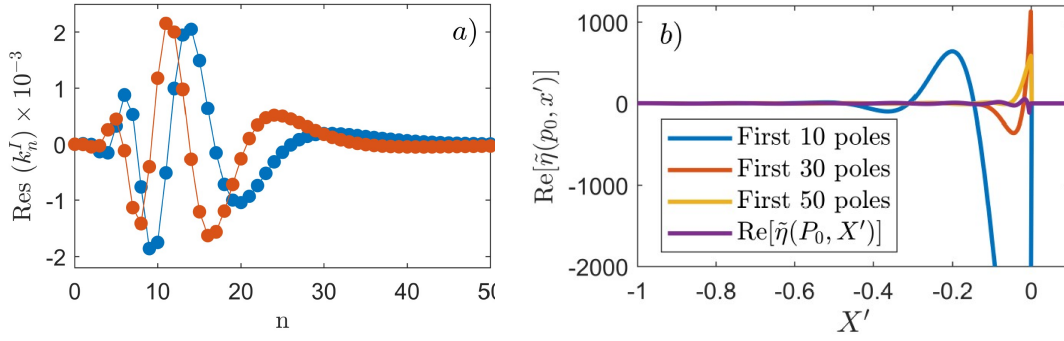 a)
Res (k_n^I) × 10^{-3}
2
1
0
-1
-2
0
10
20
30
40
50
n
b)
Re[η̃(p_0, x′)]
1000
0
-1000
-2000
First 10 poles
First 30 poles
First 50 poles
Re[η̃(P_0, X′)]
-1
-0.8
-0.6
-0.4
-0.2
0
X′